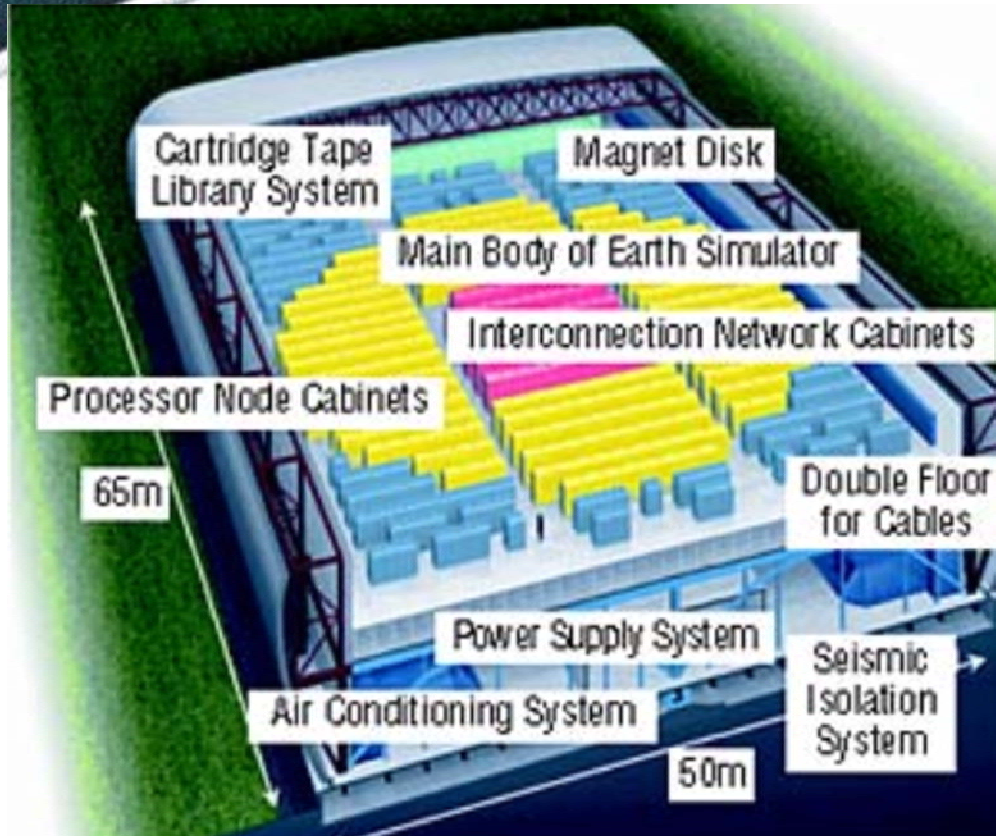 Cartridge Tape
Library System
Magnet Disk
Main Body of Earth Simulator
Interconnection Network Cabinets
Processor Node Cabinets
65m
Double Floor
for Cables
Power Supply System
Seismic
Isolation
System
Air Conditioning System
50m